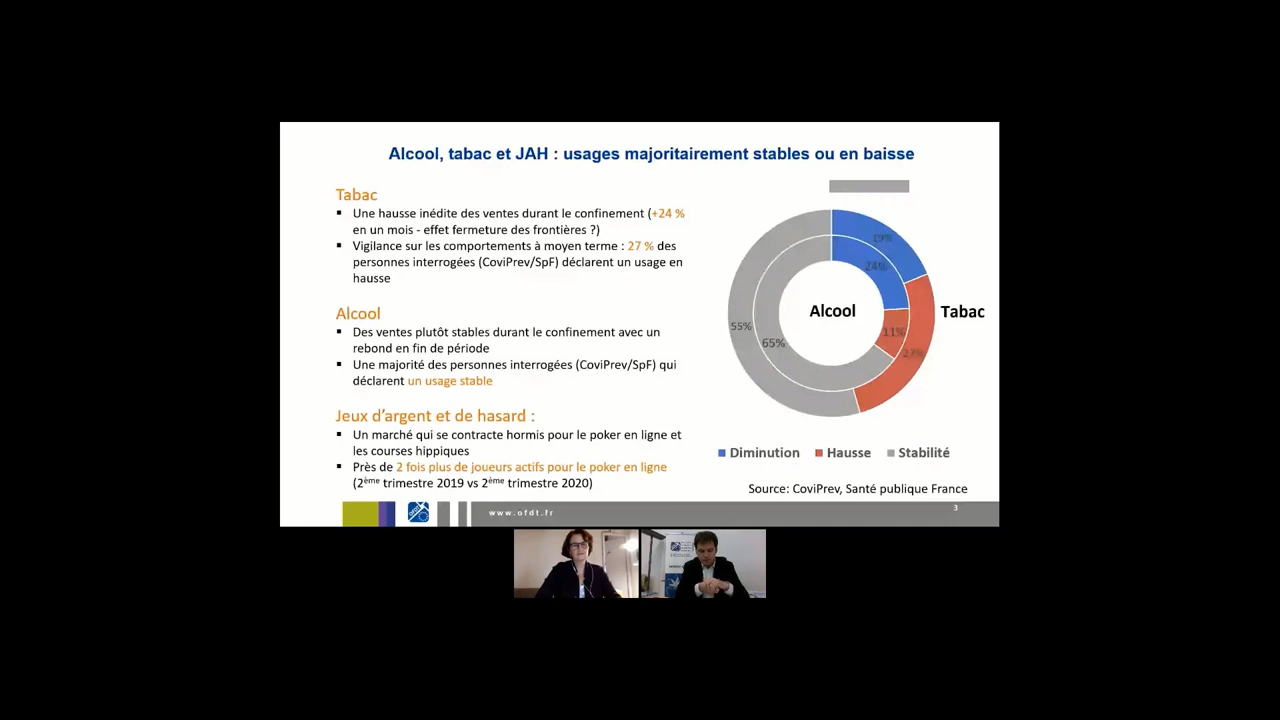 Alcool, tabac et JAH : usages majoritairement stables ou en baisse
Tabac
▪ Une hausse inédite des ventes durant le confinement (+24 %
en un mois - effet fermeture des frontières ?)
▪ Vigilance sur les comportements à moyen terme : 27 % des
personnes interrogées (CoviPrev/SpF) déclarent un usage en
hausse
Alcool
▪ Des ventes plutôt stables durant le confinement avec un
rebond en fin de période
▪ Une majorité des personnes interrogées (CoviPrev/SpF) qui
déclarent un usage stable
Jeux d’argent et de hasard :
▪ Un marché qui se contracte hormis pour le poker en ligne et
les courses hippiques
▪ Près de 2 fois plus de joueurs actifs pour le poker en ligne
(2ème trimestre 2019 vs 2ème trimestre 2020)
19%
24%
Alcool
Tabac
55%
11%
65%
27%
Diminution Hausse Stabilité
Source: CoviPrev, Santé publique France
www.ofdt.fr
3